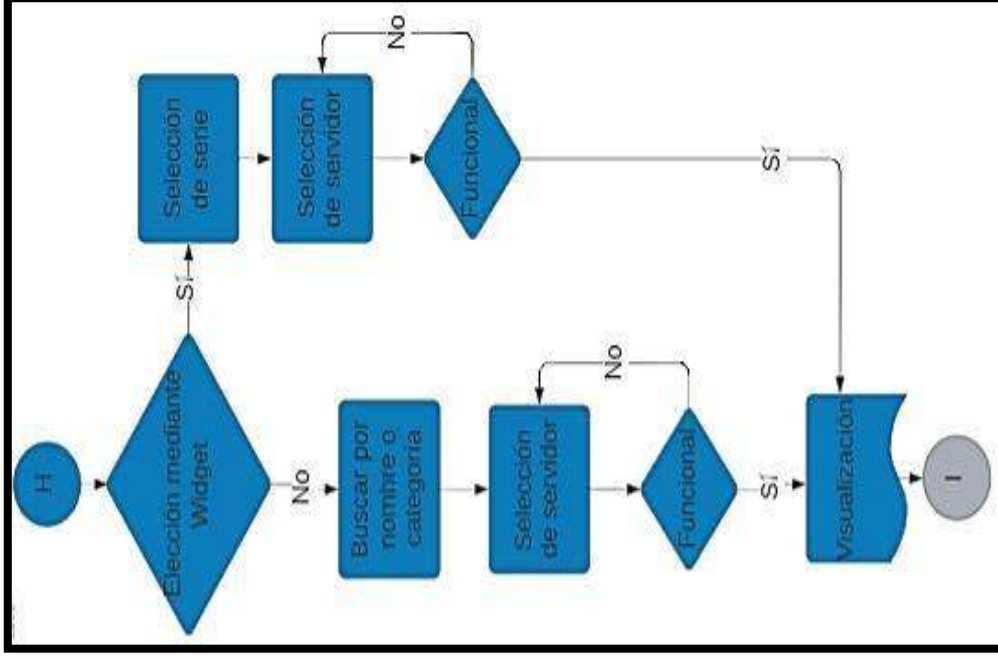 H
Elección mediante
Widget
Sí
No
Selección
de serie
Selección
de servidor
No
Funcional
Sí
Buscar por
nombre o
categoría
Selección
de servidor
No
Funcional
Sí
Visualización
I